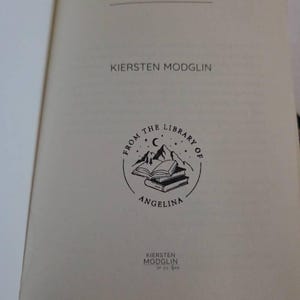 KIERSTEN MODGLIN
FROM THE LIBRARY OF
ANGELINA
KIERSTEN
MODGLIN